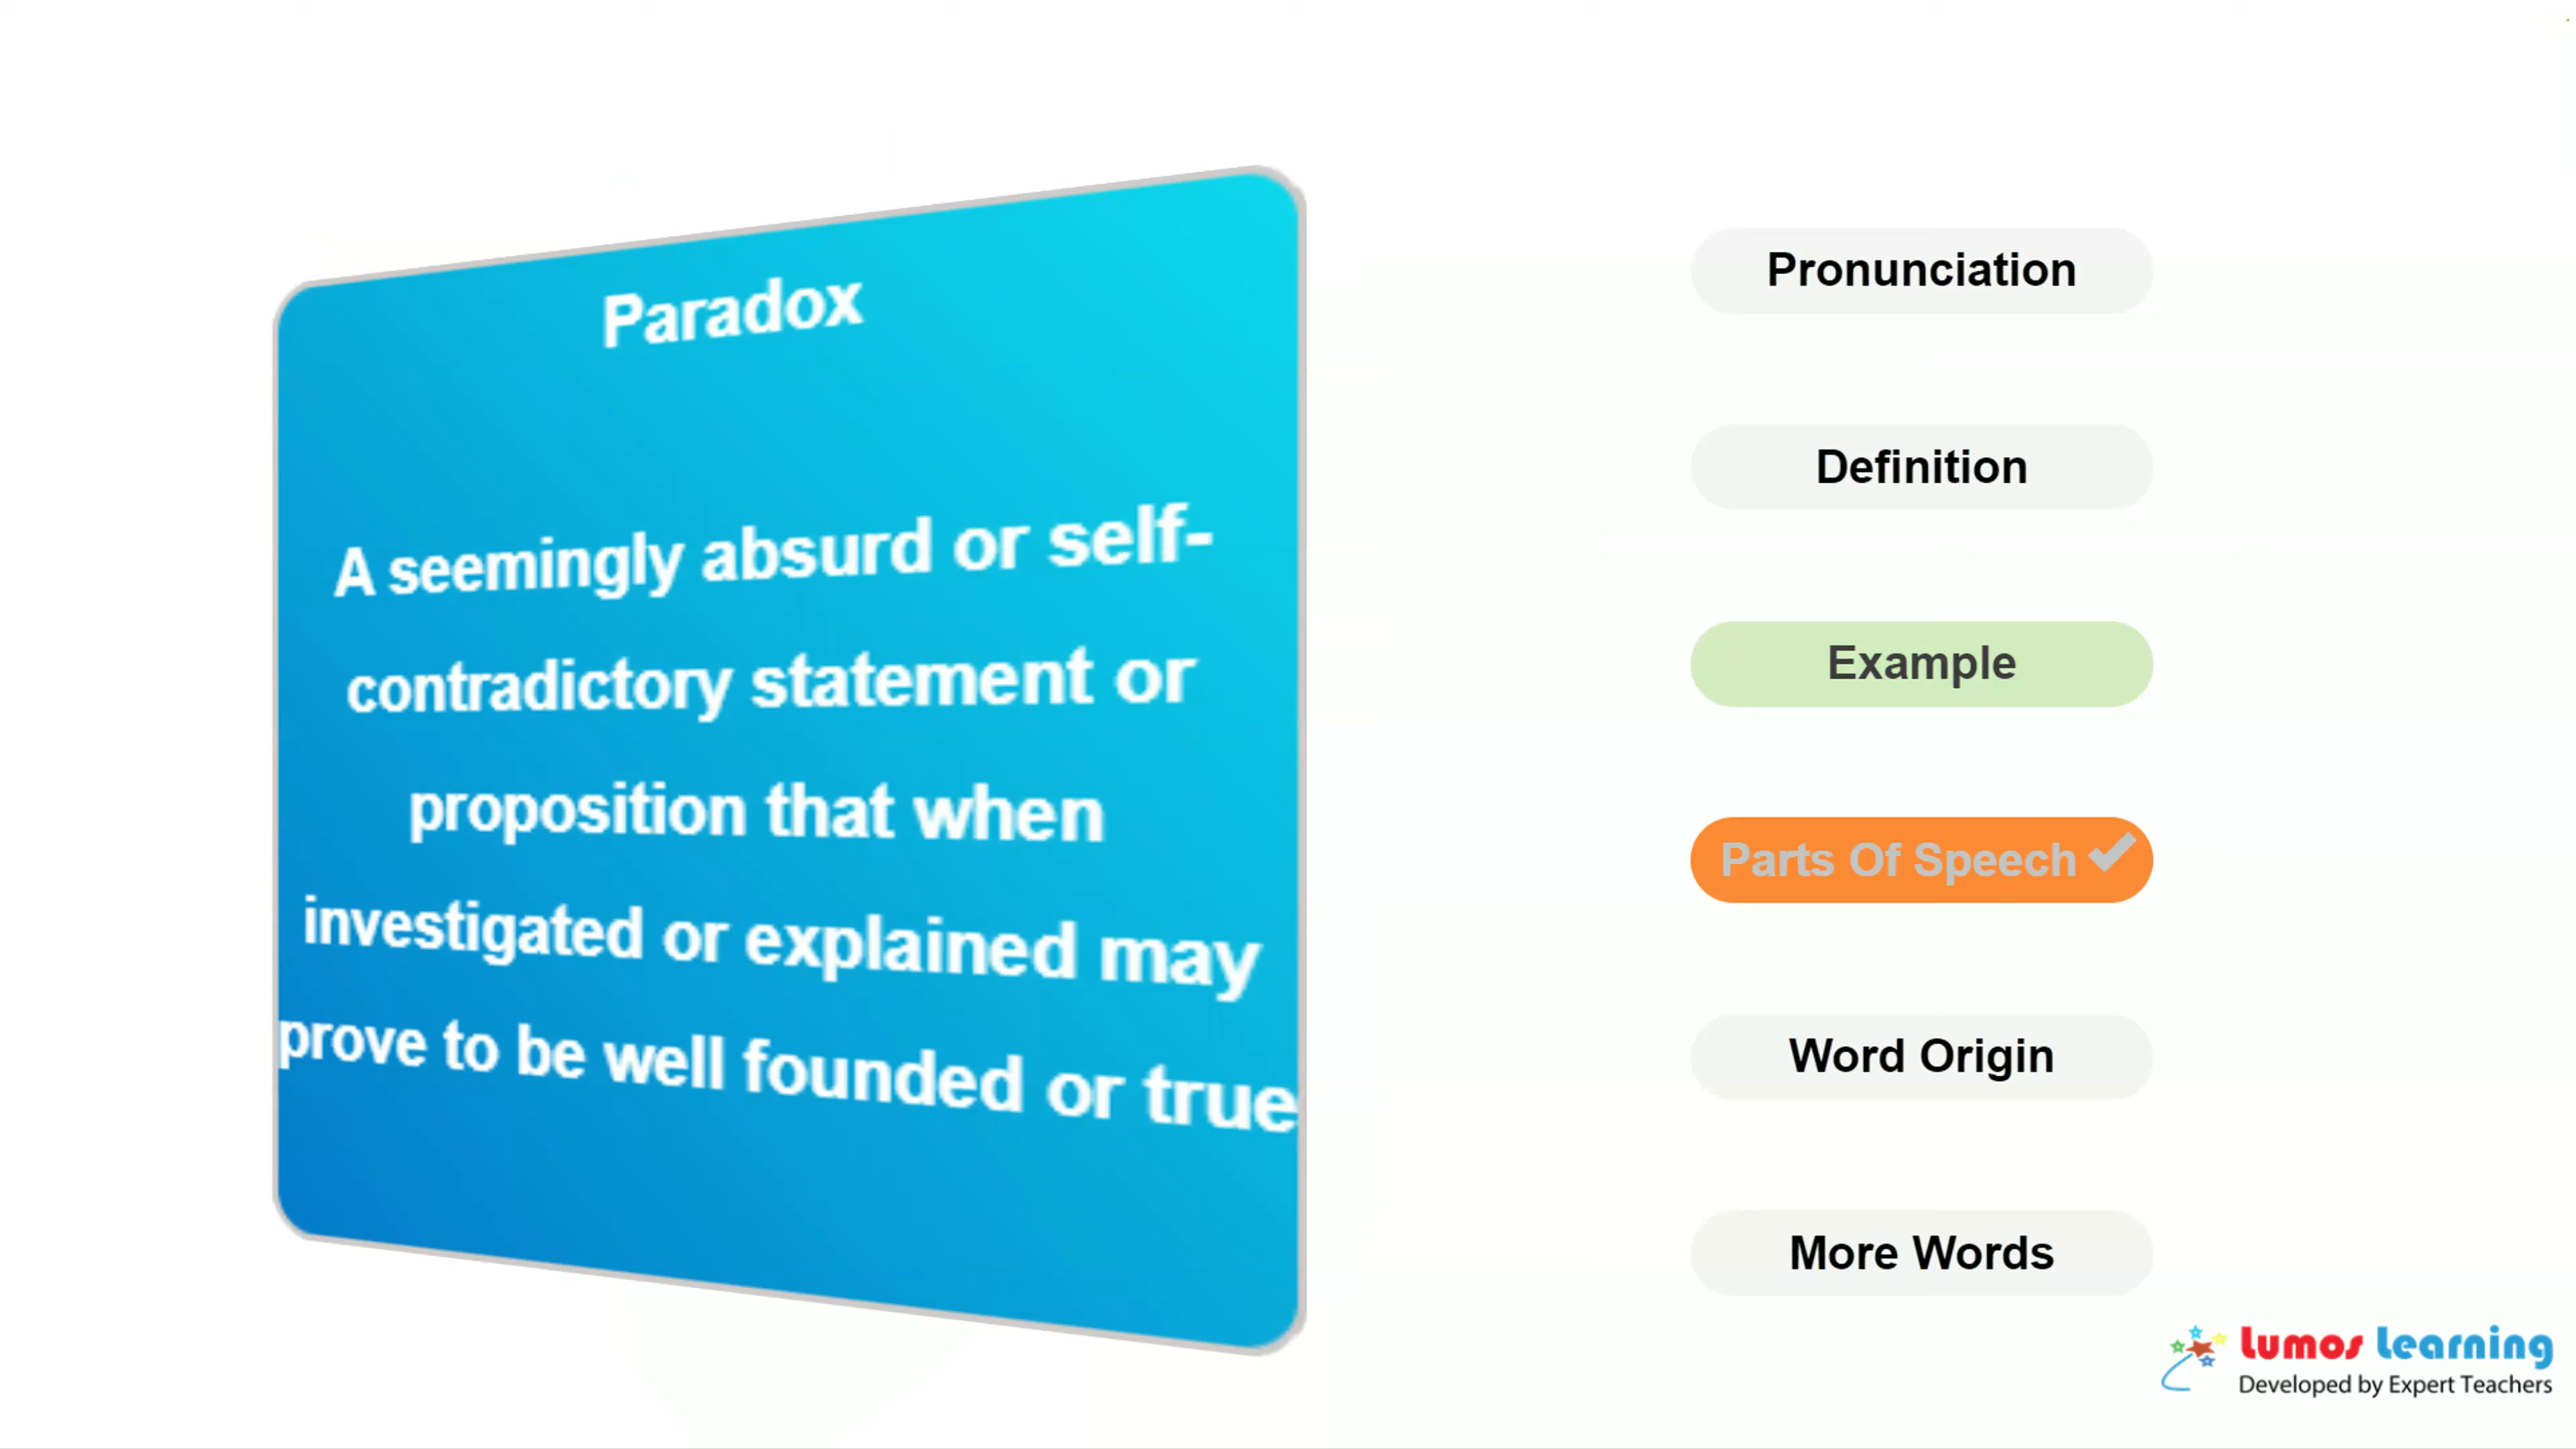 Paradox
A seemingly absurd or self-
contradictory statement or
proposition that when
investigated or explained may
prove to be well founded or true
Pronunciation
Definition
Example
Parts Of Speech
Word Origin
More Words
Lumos Learning
Developed by Expert Teachers